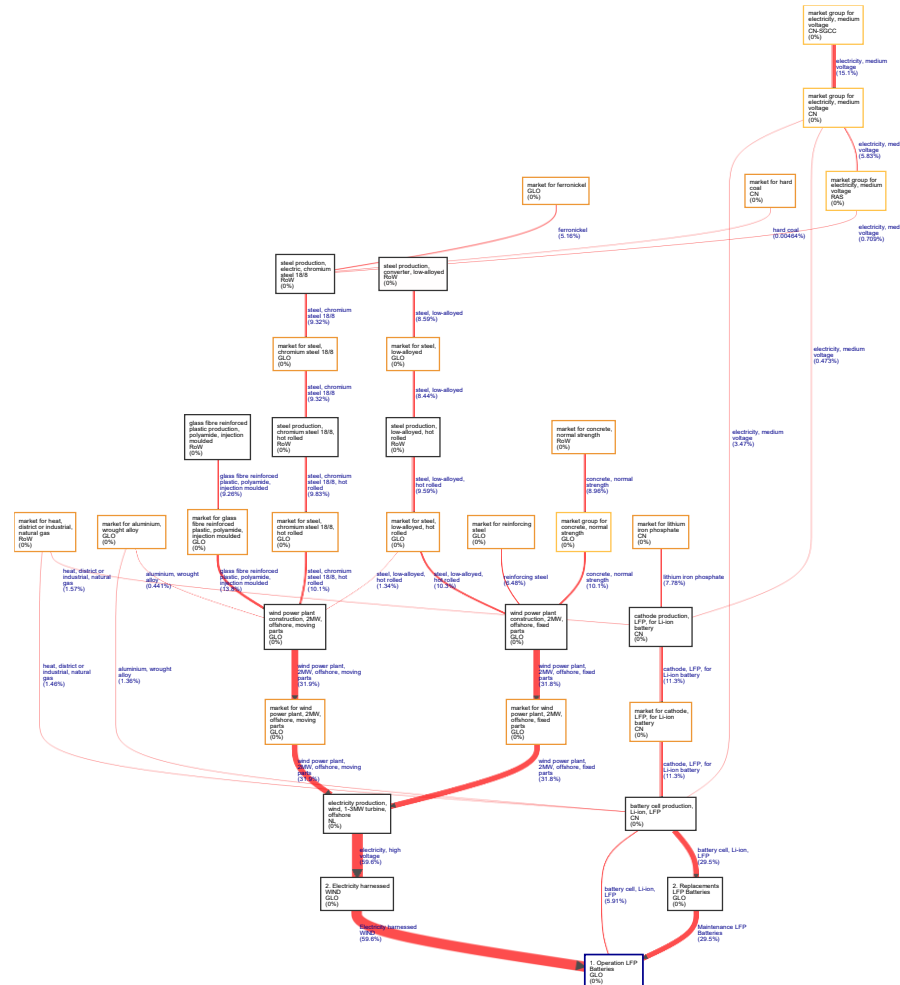 market group for
electricity, medium
voltage
CN-SGCC
(0%)
electricity, medium
voltage
(15.1%)
market group for
electricity, medium
voltage
CN
(0%)
electricity, med
voltage
(5.83%)
market for ferronickel
GLO
(0%)
market for hard
coal
CN
(0%)
market group for
electricity, medium
voltage
RAS
(0%)
ferronickel
(5.16%)
hard coal
(0.00464%)
electricity, med
voltage
(0.709%)
steel production,
electric, chromium
steel 18/8
RoW
(0%)
steel production,
converter, low-alloyed
RoW
(0%)
steel, chromium
steel 18/8
(9.32%)
steel, low-alloyed
(8.59%)
market for steel,
chromium steel 18/8
GLO
(0%)
market for steel,
low-alloyed
GLO
(0%)
electricity, medium
voltage
(0.473%)
steel, chromium
steel 18/8
(9.32%)
steel, low-alloyed
(8.44%)
glass fibre reinforced
plastic production,
polyamide, injection
moulded
RoW
(0%)
steel production,
chromium steel 18/8,
hot rolled
RoW
(0%)
steel production,
low-alloyed, hot
rolled
RoW
(0%)
market for concrete,
normal strength
RoW
(0%)
electricity, medium
voltage
(3.47%)
glass fibre reinforced
plastic, polyamide,
injection moulded
(9.26%)
steel, chromium
steel 18/8, hot
rolled
(9.83%)
steel, low-alloyed,
hot rolled
(9.59%)
concrete, normal
strength
(8.96%)
market for heat,
district or industrial,
natural gas
RoW
(0%)
market for aluminium,
wrought alloy
GLO
(0%)
market for glass
fibre reinforced
plastic, polyamide,
injection moulded
GLO
(0%)
market for steel,
chromium steel 18/8,
hot rolled
GLO
(0%)
market for steel,
low-alloyed, hot
rolled
GLO
(0%)
market for reinforcing
steel
GLO
(0%)
market group for
concrete, normal
strength
GLO
(0%)
market for lithium
iron phosphate
CN
(0%)
heat, district or
industrial, natural
gas
(1.57%)
aluminium, wrought
alloy
(0.441%)
glass fibre reinforced
plastic, polyamide,
injection moulded
(13.8%)
steel, chromium
steel 18/8, hot
rolled
(10.1%)
steel, low-alloyed,
hot rolled
(1.34%)
steel, low-alloyed,
hot rolled
(10.3%)
reinforcing steel
(6.48%)
concrete, normal
strength
(10.1%)
lithium iron phosphate
(7.78%)
wind power plant
construction, 2MW,
offshore, moving
parts
GLO
(0%)
wind power plant
construction, 2MW,
offshore, fixed
parts
GLO
(0%)
cathode production,
LFP, for Li-ion
battery
CN
(0%)
heat, district or
industrial, natural
gas
(1.46%)
aluminium, wrought
alloy
(1.36%)
wind power plant,
2MW, offshore, moving
parts
(31.9%)
wind power plant,
2MW, offshore, fixed
parts
(31.8%)
cathode, LFP, for
Li-ion battery
(11.3%)
market for wind
power plant, 2MW,
offshore, moving
parts
GLO
(0%)
market for wind
power plant, 2MW,
offshore, fixed
parts
GLO
(0%)
market for cathode,
LFP, for Li-ion
battery
CN
(0%)
wind power plant,
2MW, offshore, moving
parts
(31.9%)
wind power plant,
2MW, offshore, fixed
parts
(31.8%)
cathode, LFP, for
Li-ion battery
(11.3%)
electricity production,
wind, 1-3MW turbine,
offshore
NL
(0%)
battery cell production,
Li-ion, LFP
CN
(0%)
electricity, high
voltage
(59.6%)
battery cell, Li-ion,
LFP
(29.5%)
2. Electricity harnessed
WIND
GLO
(0%)
battery cell, Li-ion,
LFP
(5.91%)
2. Replacements
LFP Batteries
GLO
(0%)
Electricity harnessed
WIND
(59.6%)
Maintenance LFP
Batteries
(29.5%)
1. Operation LFP
Batteries
GLO
(0%)